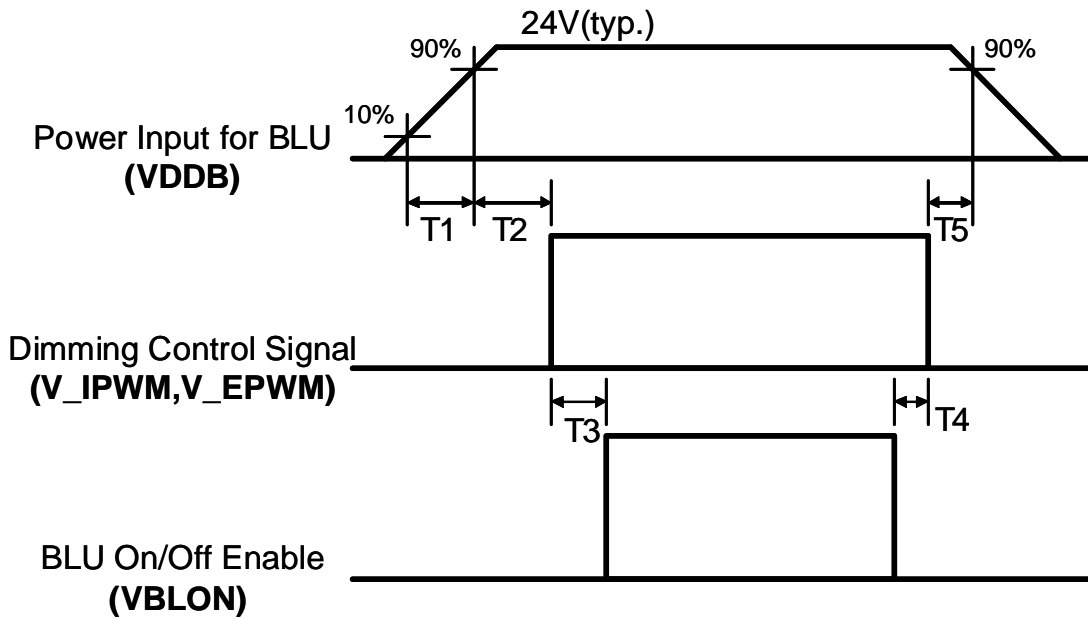 24V(typ.)
90%
90%
10%
Power Input for BLU
(VDDB)
T1
T2
T5
Dimming Control Signal
(V_IPWM,V_EPWM)
T3
T4
BLU On/Off Enable
(VBLON)